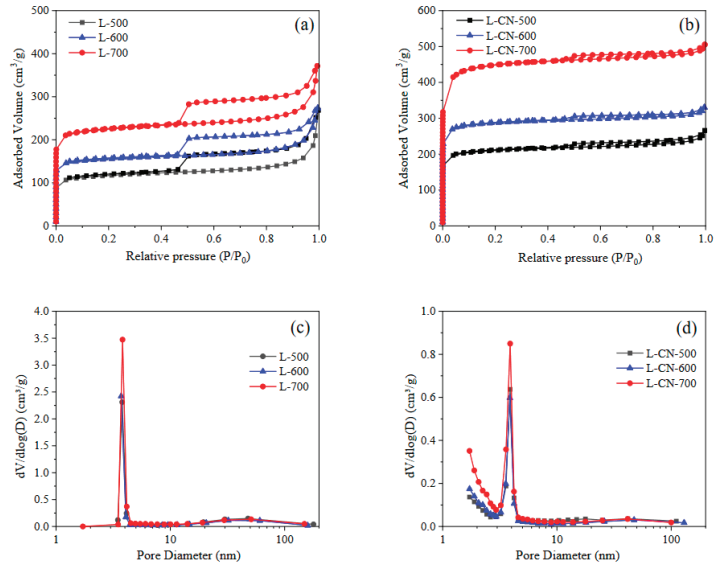 (a)
L-500
L-600
L-700
Adsorbed Volume (cm³/g)
500
400
300
200
100
0
0.0 0.2 0.4 0.6 0.8 1.0
Relative pressure (P/P₀)
(b)
L-CN-500
L-CN-600
L-CN-700
Adsorbed Volume (cm³/g)
600
500
400
300
200
100
0
0.0 0.2 0.4 0.6 0.8 1.0
Relative pressure (P/P₀)
(c)
L-500
L-600
L-700
dV/dlog(D) (cm³/g)
4.0
3.5
3.0
2.5
2.0
1.5
1.0
0.5
0.0
1 10 100
Pore Diameter (nm)
(d)
L-CN-500
L-CN-600
L-CN-700
dV/dlog(D) (cm³/g)
1.0
0.8
0.6
0.4
0.2
0.0
1 10 100
Pore Diameter (nm)